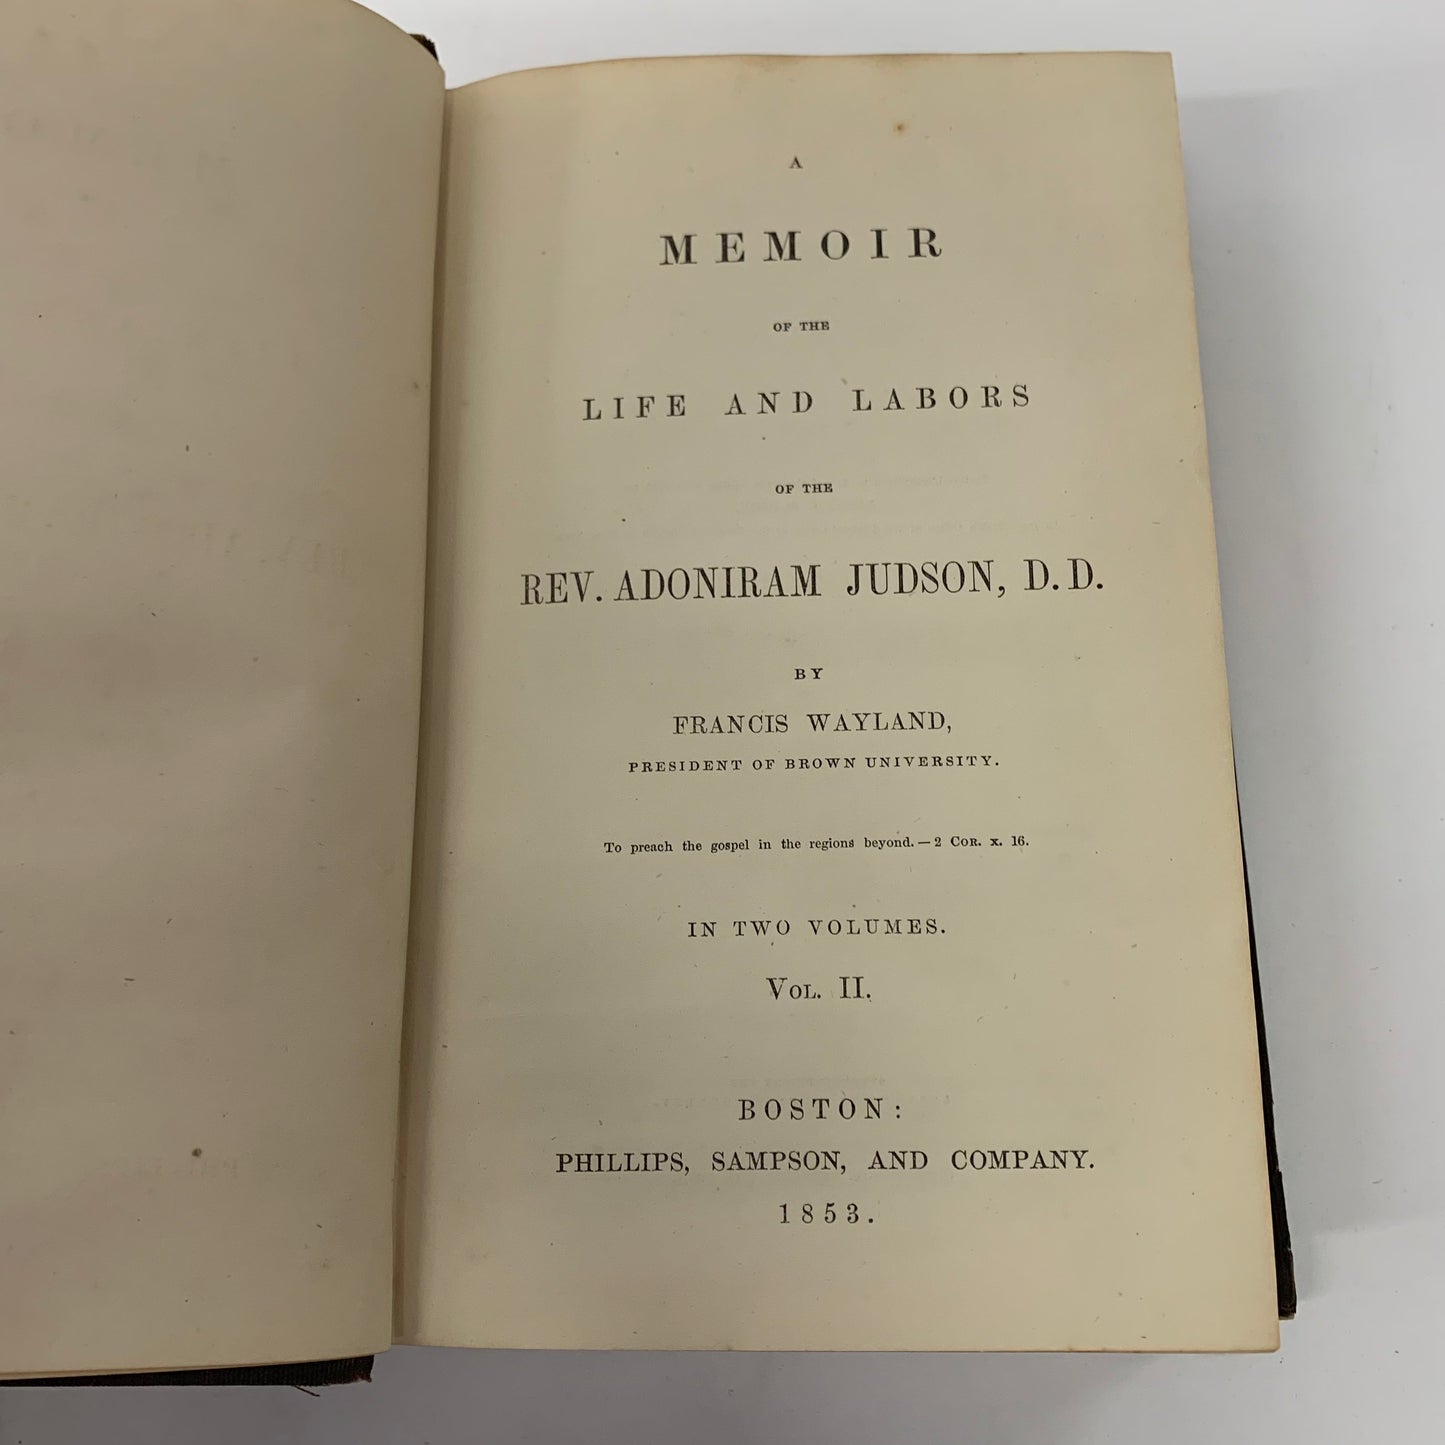 A
MEMOIR
OF THE
LIFE AND LABORS
OF THE
REV. ADONIRAM JUDSON, D.D.
BY
FRANCIS WAYLAND,
PRESIDENT OF BROWN UNIVERSITY.
To preach the gospel in the regions beyond. — 2 COR. x. 16.
IN TWO VOLUMES.
VOL. II.
BOSTON:
PHILLIPS, SAMPSON, AND COMPANY.
1853.